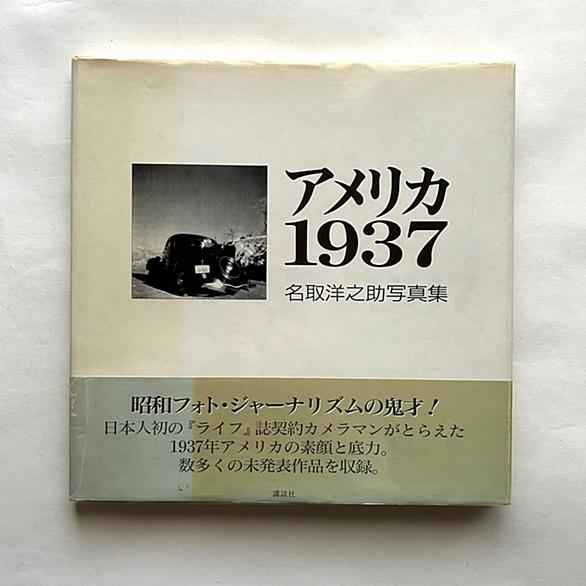 アメリカ
1937
名取洋之助写真集
昭和フォト・ジャーナリズムの鬼才!
日本人初の『ライフ』誌契約カメラマンがとらえた
1937年アメリカの素顔と底力。
数多くの未発表作品を収録。
講談社